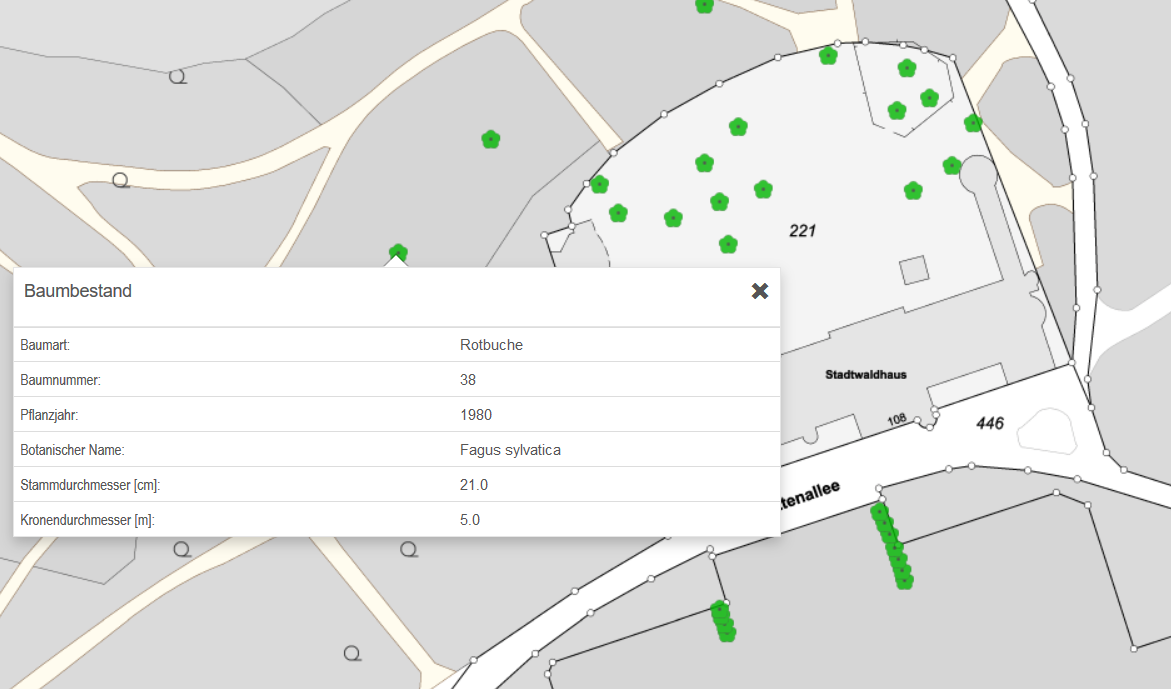 221
Baumbestand
Baumart: Rotbuche
Baumnummer: 38
Pflanzjahr: 1980
Botanischer Name: Fagus sylvatica
Stammdurchmesser [cm]: 21.0
Kronendurchmesser [m]: 5.0
Stadtwaldhaus
108
446
tenallee